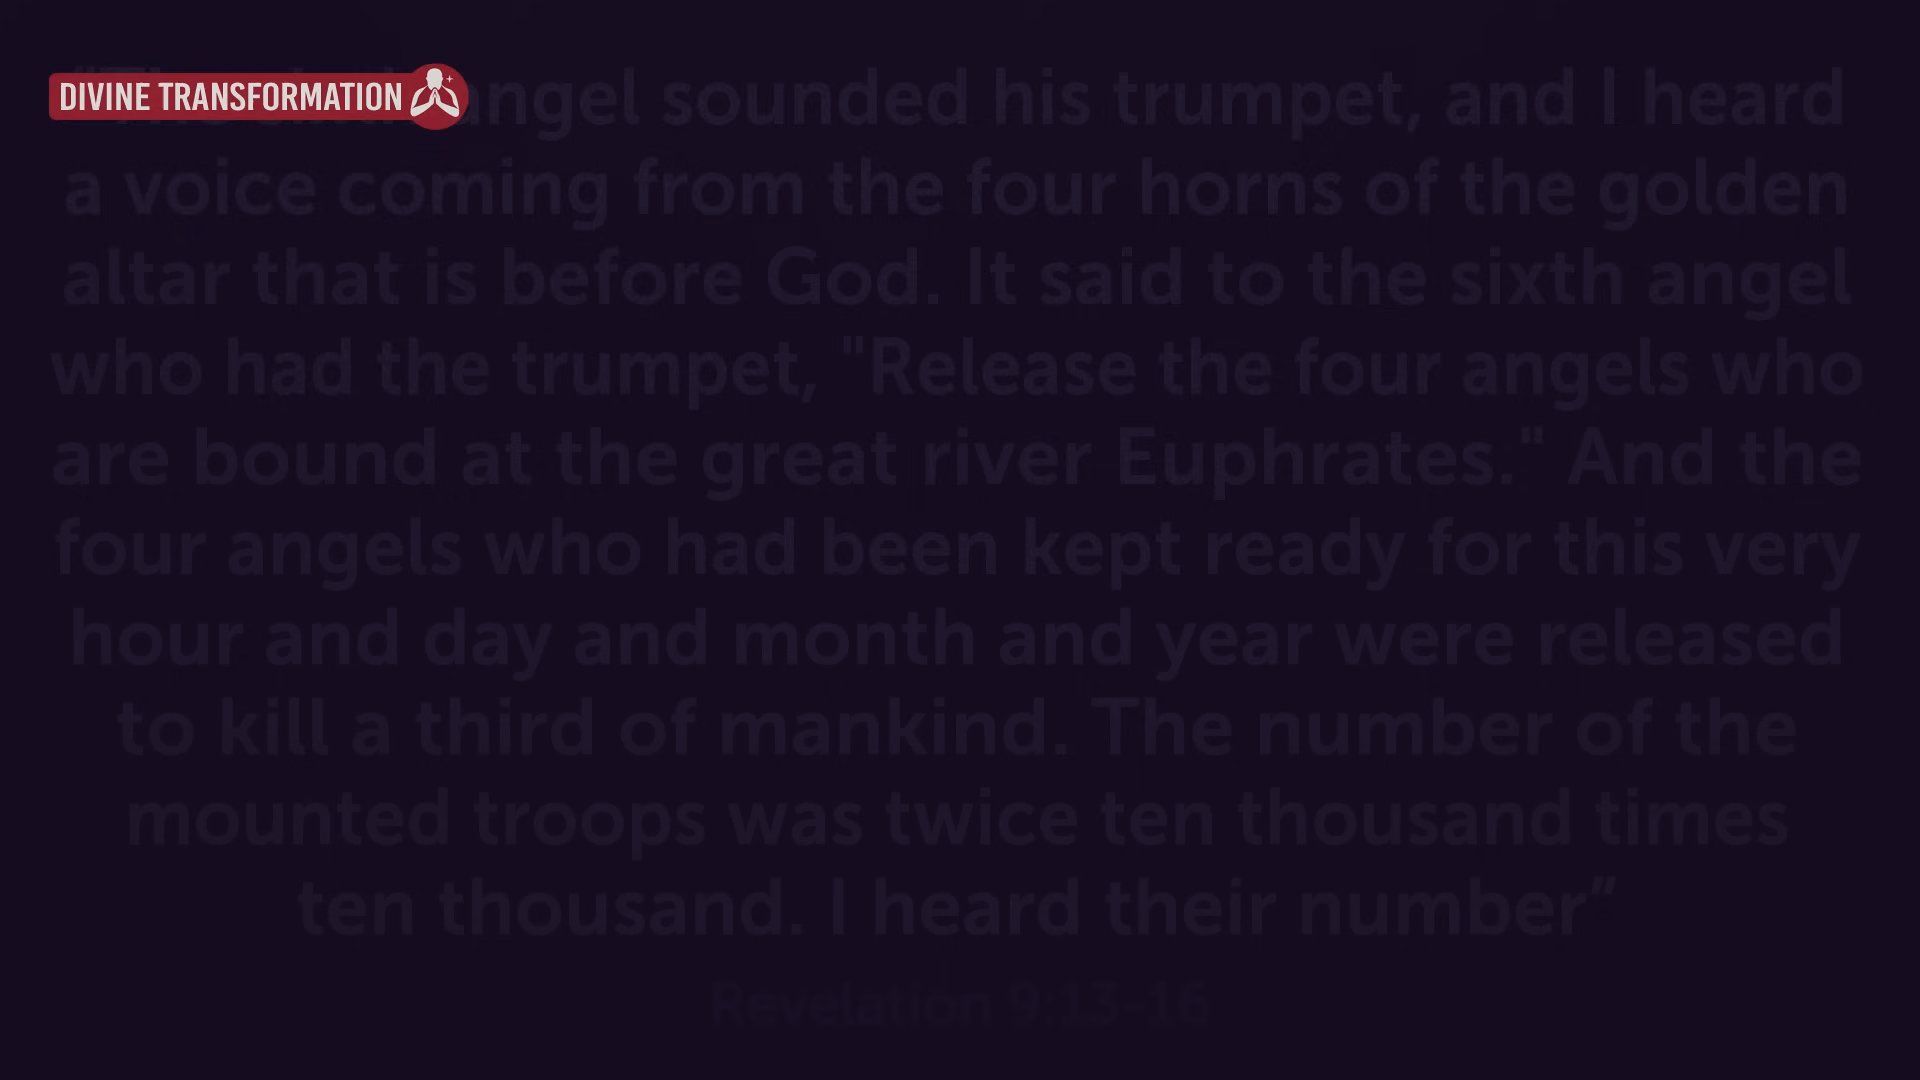 DIVINE TRANSFORMATION
angel sounded his trumpet, and I heard
a voice coming from the four horns of the golden
altar that is before God. It said to the sixth angel
who had the trumpet, "Release the four angels who
are bound at the great river Euphrates." And the
four angels who had been kept ready for this very
hour and day and month and year were released
to kill a third of mankind. The number of the
mounted troops was twice ten thousand times
ten thousand. I heard their number”
Revelation 9:13-16